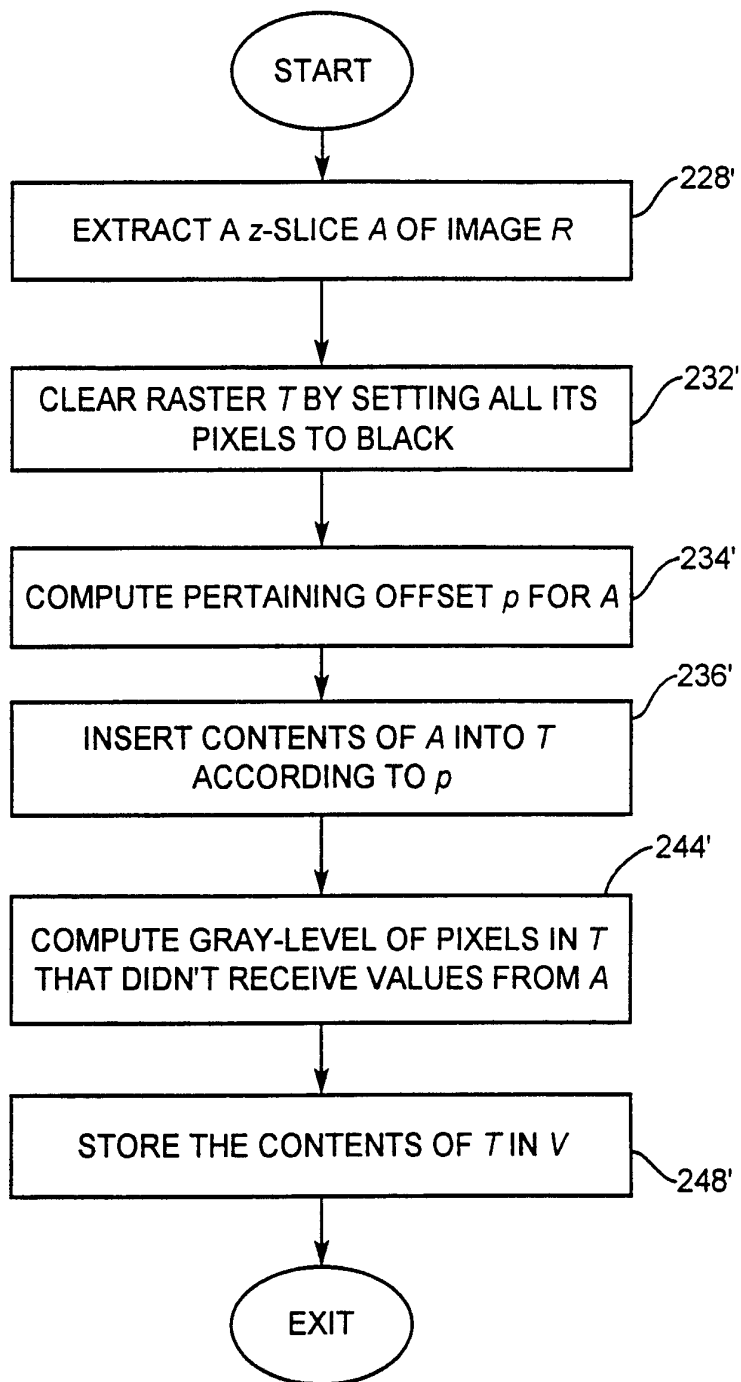 START
228'
EXTRACT A z-SLICE A OF IMAGE R
232'
CLEAR RASTER T BY SETTING ALL ITS
PIXELS TO BLACK
234'
COMPUTE PERTAINING OFFSET p FOR A
236'
INSERT CONTENTS OF A INTO T
ACCORDING TO p
244'
COMPUTE GRAY-LEVEL OF PIXELS IN T
THAT DIDN'T RECEIVE VALUES FROM A
STORE THE CONTENTS OF T IN V
248'
EXIT